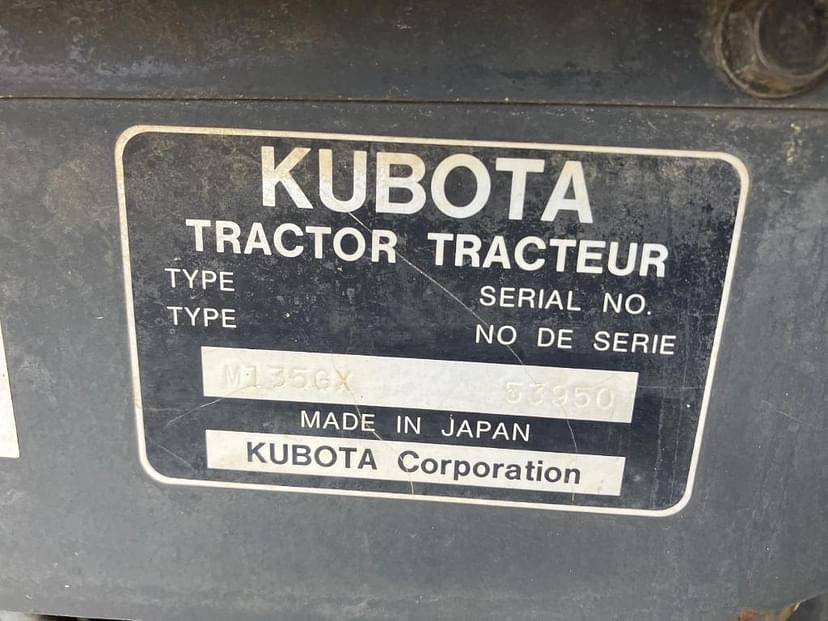 KUBOTA
TRACTOR TRACTEUR
TYPE SERIAL NO.
TYPE NO DE SERIE
M135GX 53950
MADE IN JAPAN
KUBOTA Corporation